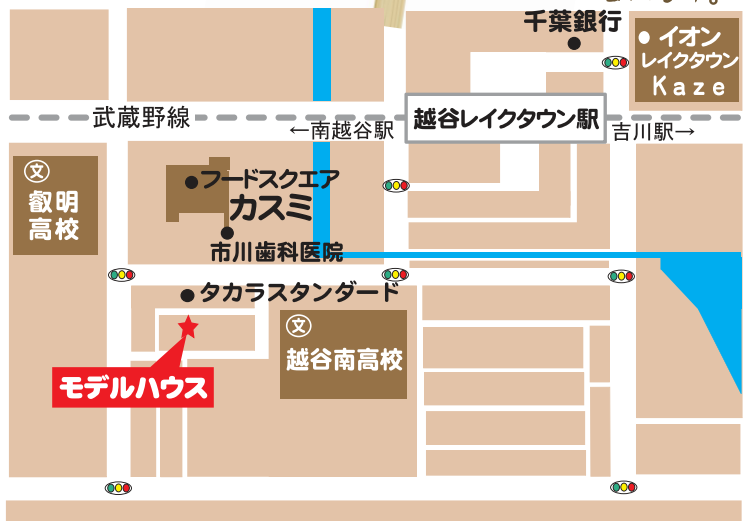 千葉銀行
イオン
レイクタウン
Kaze
武蔵野線
←南越谷駅
越谷レイクタウン駅
吉川駅→
文
叡明
高校
フードスクエア
カスミ
市川歯科医院
タカラスタンダード
文
越谷南高校
モデルハウス